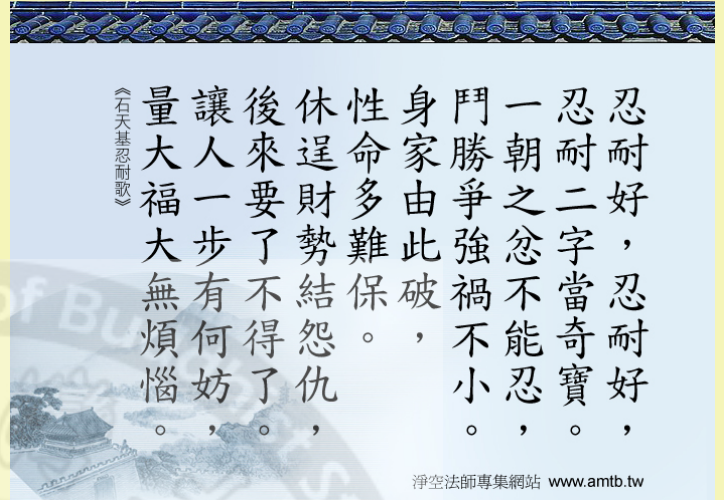 忍耐好，忍耐好，
忍耐二字當奇寶。
一朝之忿不能忍，
鬥勝爭強禍不小。
身家由此破，
性命多難保。
休逞財勢結怨仇，
後來要了不得了。
讓人一步有何妨，
量大福大無煩惱。
《石天基忍耐歌》
淨空法師專集網站 www.amtb.tw
of Buddhist S